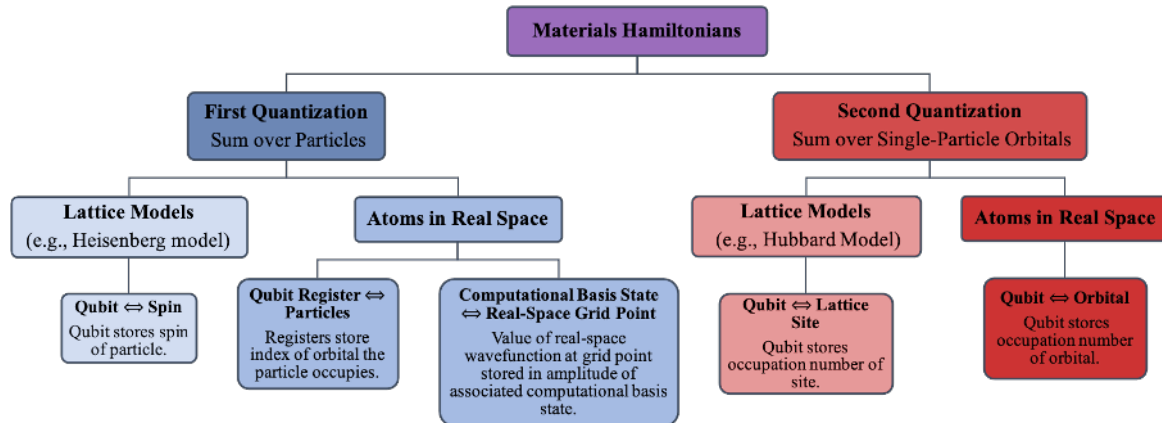 Materials Hamiltonians
First Quantization
Sum over Particles
Second Quantization
Sum over Single-Particle Orbitals
Lattice Models
(e.g., Heisenberg model)
Atoms in Real Space
Lattice Models
(e.g., Hubbard Model)
Atoms in Real Space
Qubit ⇔ Spin
Qubit stores spin
of particle.
Qubit Register ⇔
Particles
Registers store
index of orbital the
particle occupies.
Computational Basis State
⇔ Real-Space Grid Point
Value of real-space
wavefunction at grid point
stored in amplitude of
associated computational basis
state.
Qubit ⇔ Lattice
Site
Qubit stores
occupation number of
site.
Qubit ⇔ Orbital
Qubit stores
occupation number
of orbital.